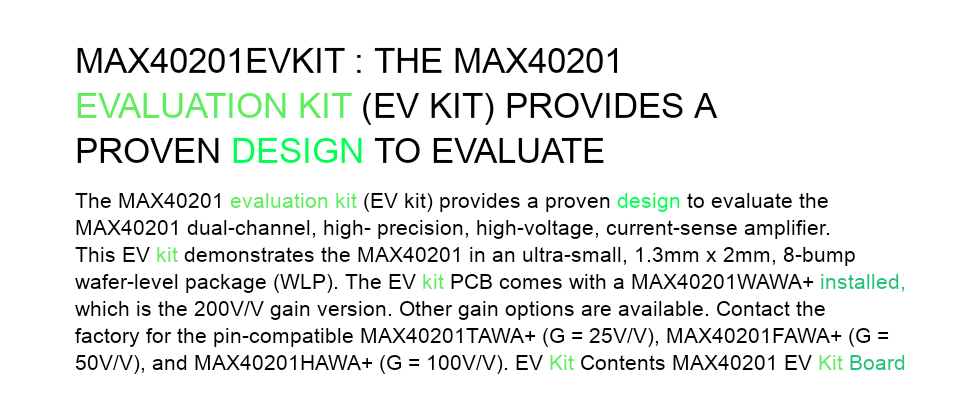 MAX40201EVKIT : THE MAX40201
EVALUATION KIT (EV KIT) PROVIDES A
PROVEN DESIGN TO EVALUATE
The MAX40201 evaluation kit (EV kit) provides a proven design to evaluate the
MAX40201 dual-channel, high- precision, high-voltage, current-sense amplifier.
This EV kit demonstrates the MAX40201 in an ultra-small, 1.3mm x 2mm, 8-bump
wafer-level package (WLP). The EV kit PCB comes with a MAX40201WAWA+ installed,
which is the 200V/V gain version. Other gain options are available. Contact the
factory for the pin-compatible MAX40201TAWA+ (G = 25V/V), MAX40201FAWA+ (G =
50V/V), and MAX40201HAWA+ (G = 100V/V). EV Kit Contents MAX40201 EV Kit Board